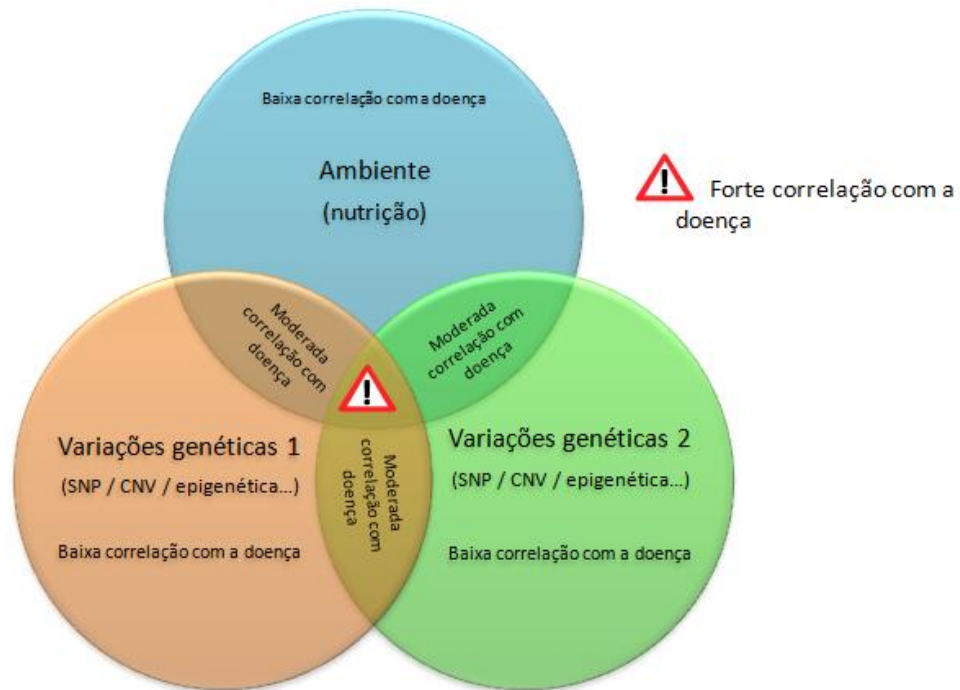 Baixa correlação com a doença
Ambiente
(nutrição)
Forte correlação com a
doença
Moderada
correlação com
doença
Moderada
correlação com
doença
Variações genéticas 1
(SNP / CNV / epigenética...)
Baixa correlação com a doença
Moderada
correlação com
doença
Variações genéticas 2
(SNP / CNV / epigenética...)
Baixa correlação com a doença